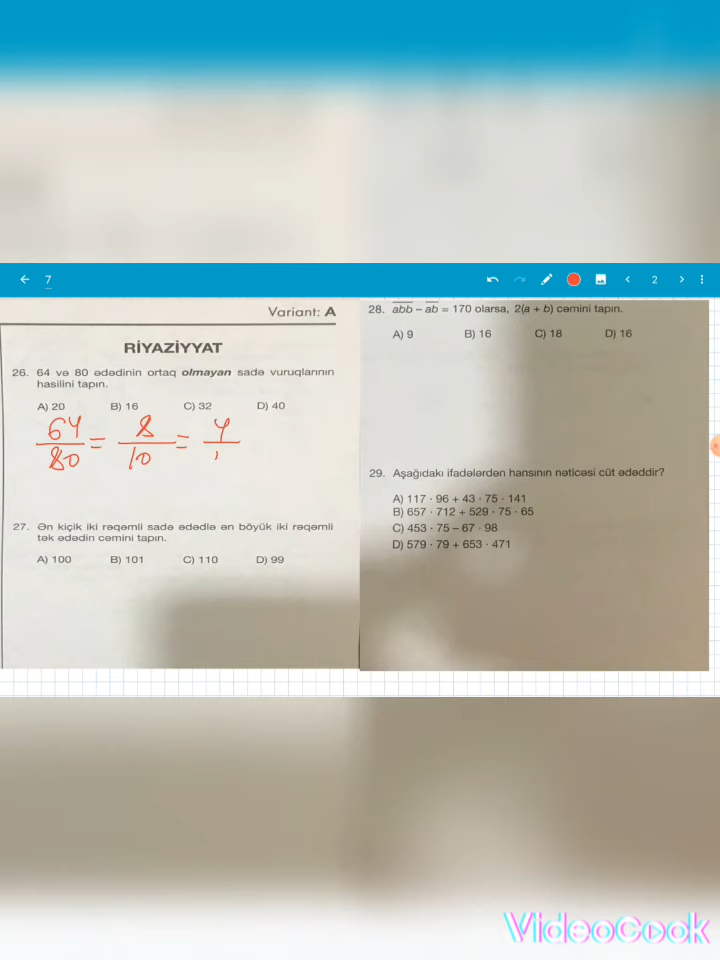 7
2
Variant: A
RİYAZİYYAT
26. 64 və 80 ədədinin ortaq olmayan sadə vuruqlarının
hasilini tapın.
A) 20 B) 16 C) 32 D) 40
64/80 = 8/10 = 4/
27. Ən kiçik iki rəqəmli sadə ədədlə ən böyük iki rəqəmli
tək ədədin cəmini tapın.
A) 100 B) 101 C) 110 D) 99
28. abb – ab = 170 olarsa, 2(a + b) cəmini tapın.
A) 9 B) 16 C) 18 D) 16
29. Aşağıdakı ifadələrdən hansının nəticəsi cüt ədəddir?
A) 117 · 96 + 43 · 75 · 141
B) 657 · 712 + 529 · 75 · 65
C) 453 · 75 – 67 · 98
D) 579 · 79 + 653 · 471
VideoCook